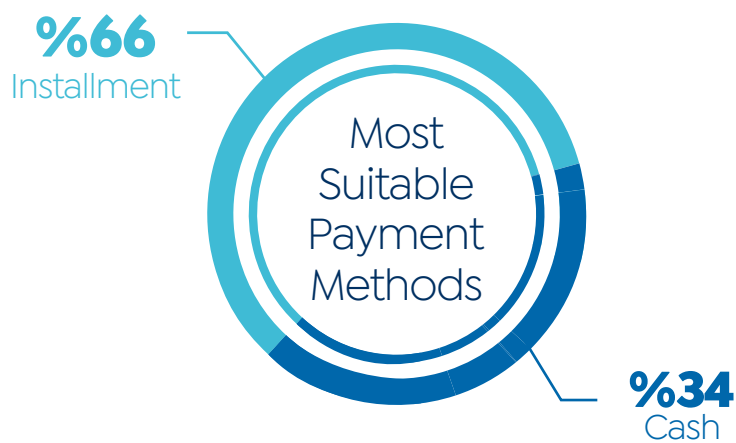 %66
Installment
Most
Suitable
Payment
Methods
%34
Cash